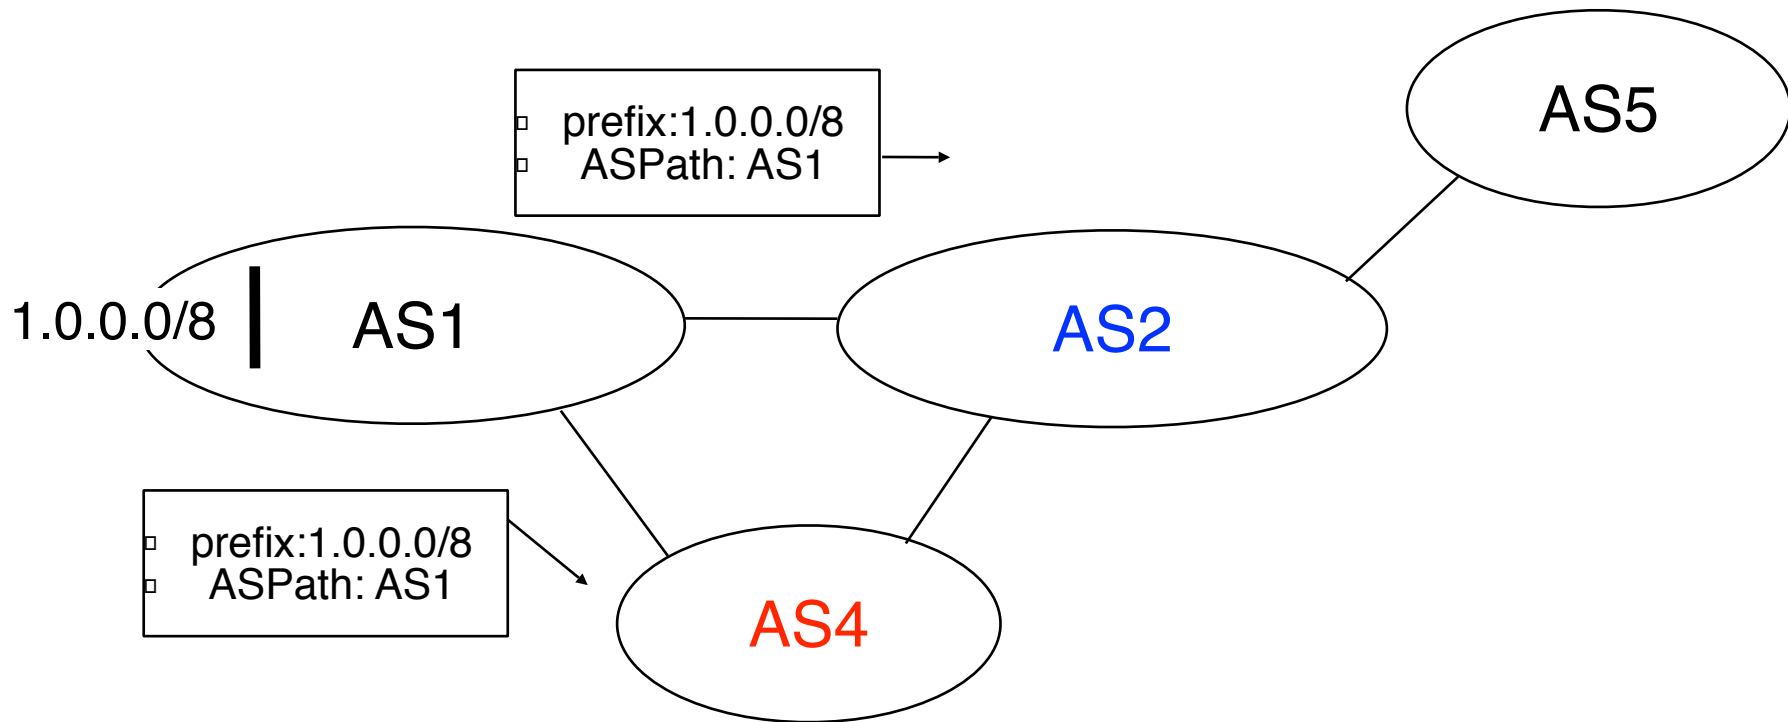 AS5
prefix:1.0.0.0/8
ASPath: AS1
1.0.0.0/8
AS1
AS2
prefix:1.0.0.0/8
ASPath: AS1
AS4